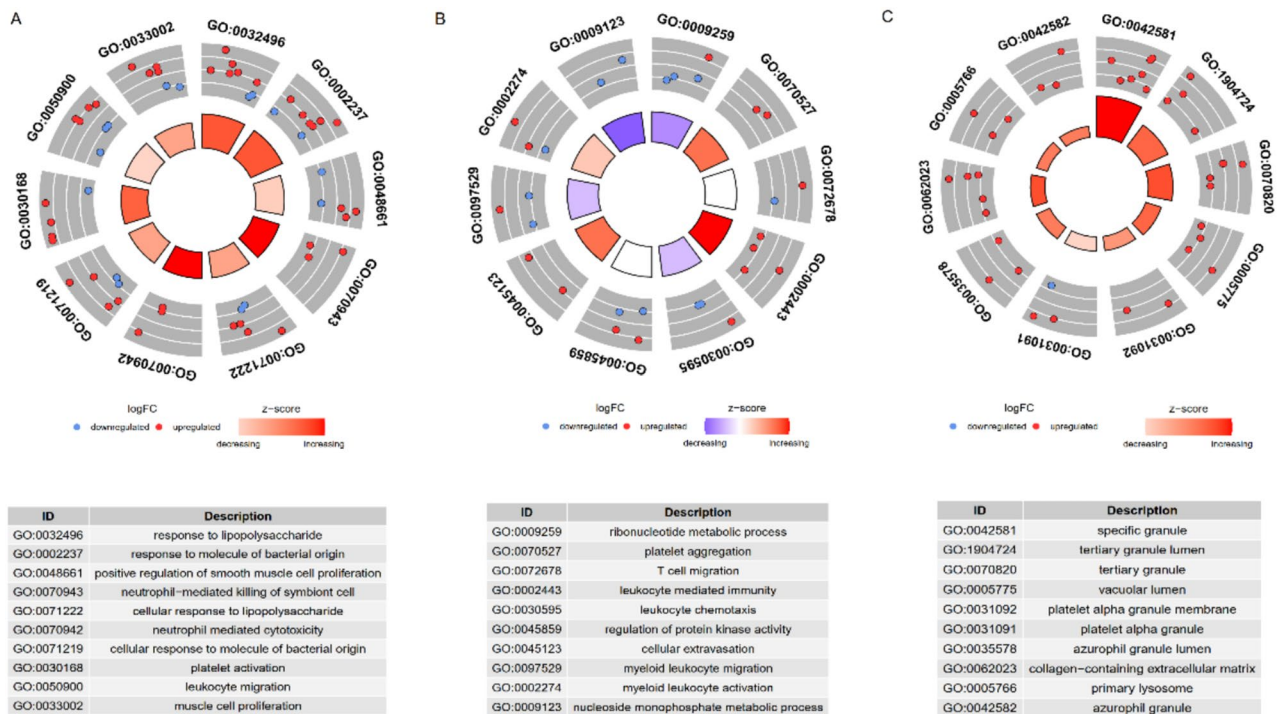 A
GO:0033002
GO:0032496
GO:0002237
GO:0048661
GO:0070943
GO:0071222
GO:0070942
GO:0071219
GO:0030168
GO:0050900
logFC
z-score
downregulated
upregulated
decreasing
increasing
ID Description
GO:0032496 response to lipopolysaccharide
GO:0002237 response to molecule of bacterial origin
GO:0048661 positive regulation of smooth muscle cell proliferation
GO:0070943 neutrophil-mediated killing of symbiont cell
GO:0071222 cellular response to lipopolysaccharide
GO:0070942 neutrophil mediated cytotoxicity
GO:0071219 cellular response to molecule of bacterial origin
GO:0030168 platelet activation
GO:0050900 leukocyte migration
GO:0033002 muscle cell proliferation
B
GO:0009123
GO:0009259
GO:0070527
GO:0072678
GO:0002443
GO:0030595
GO:0045859
GO:0045123
GO:0097529
GO:0002274
logFC
z-score
downregulated
upregulated
decreasing
increasing
ID Description
GO:0009259 ribonucleotide metabolic process
GO:0070527 platelet aggregation
GO:0072678 T cell migration
GO:0002443 leukocyte mediated immunity
GO:0030595 leukocyte chemotaxis
GO:0045859 regulation of protein kinase activity
GO:0045123 cellular extravasation
GO:0097529 myeloid leukocyte migration
GO:0002274 myeloid leukocyte activation
GO:0009123 nucleoside monophosphate metabolic process
C
GO:0042582
GO:0042581
GO:1904724
GO:0070820
GO:0005775
GO:0031092
GO:0031091
GO:0035578
GO:0062023
GO:0005766
logFC
z-score
downregulated
upregulated
decreasing
increasing
ID Description
GO:0042581 specific granule
GO:1904724 tertiary granule lumen
GO:0070820 tertiary granule
GO:0005775 vacuolar lumen
GO:0031092 platelet alpha granule membrane
GO:0031091 platelet alpha granule
GO:0035578 azurophil granule lumen
GO:0062023 collagen-containing extracellular matrix
GO:0005766 primary lysosome
GO:0042582 azurophil granule